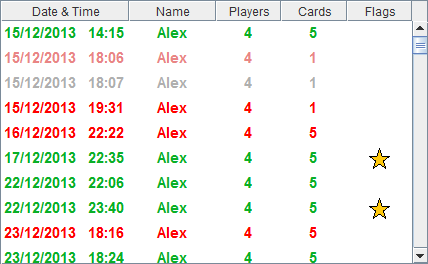 Date & Time Name Players Cards Flags
15/12/2013 14:15 Alex 4 5
15/12/2013 18:06 Alex 4 1
15/12/2013 18:07 Alex 4 1
15/12/2013 19:31 Alex 4 1
16/12/2013 22:22 Alex 4 5
17/12/2013 22:35 Alex 4 5
22/12/2013 22:06 Alex 4 5
22/12/2013 23:40 Alex 4 5
23/12/2013 18:16 Alex 4 5
23/12/2013 18:24 Alex 4 5